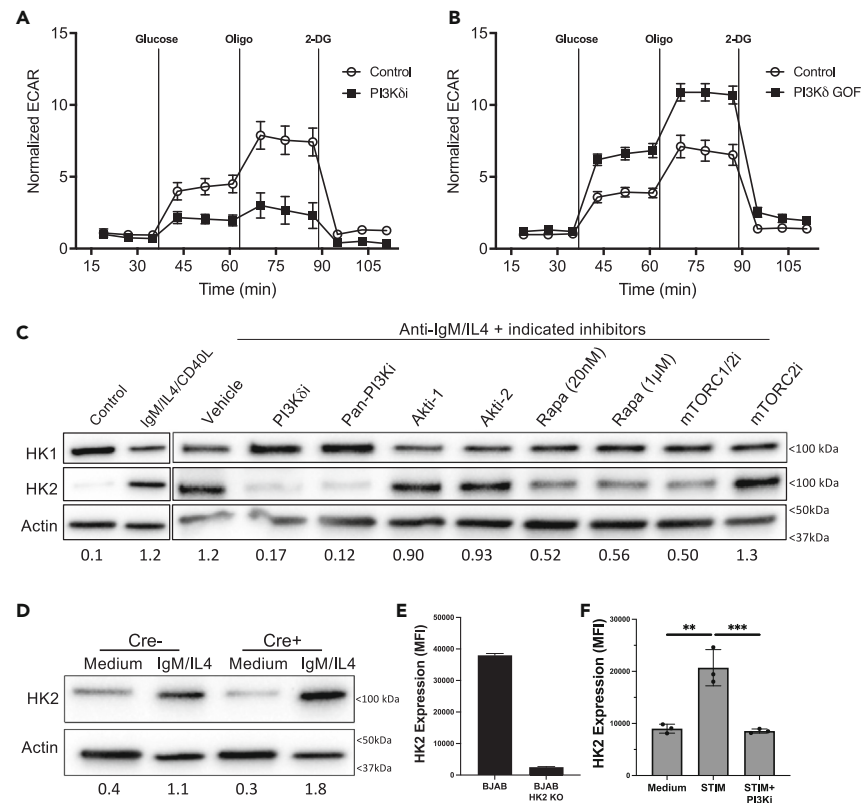 A
Glucose Oligo 2-DG
Control
PI3Kδi
Normalized ECAR
15
10
5
0
15 30 45 60 75 90 105
Time (min)
B
Glucose Oligo 2-DG
Control
PI3Kδ GOF
Normalized ECAR
15
10
5
0
15 30 45 60 75 90 105
Time (min)
C
Anti-IgM/IL4 + indicated inhibitors
Control IgM/IL4/CD40L Vehicle PI3Kδi Pan-PI3Ki Akti-1 Akti-2 Rapa (20nM) Rapa (1μM) mTORC1/2i mTORC2i
HK1 <100 kDa
HK2 <100 kDa
Actin <50kDa
<37kDa
0.1 1.2 1.2 0.17 0.12 0.90 0.93 0.52 0.56 0.50 1.3
D
Cre- Cre+
Medium IgM/IL4 Medium IgM/IL4
HK2 <100 kDa
Actin <50kDa
<37kDa
0.4 1.1 0.3 1.8
E
HK2 Expression (MFI)
50000
40000
30000
20000
10000
0
BJAB BJAB
HK2 KO
F
** ***
HK2 Expression (MFI)
30000
20000
10000
0
Medium STIM STIM+
PI3Ki